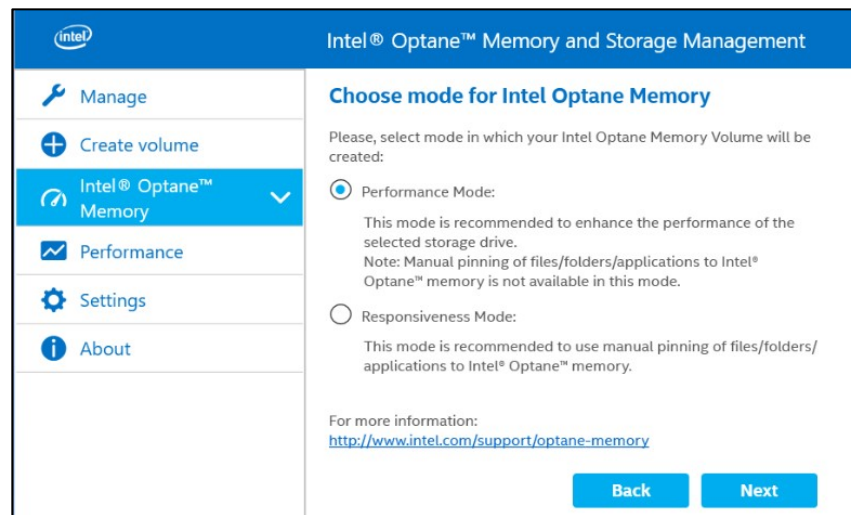 intel
Intel® Optane™ Memory and Storage Management
Manage
Create volume
Intel® Optane™
Memory
Performance
Settings
About
Choose mode for Intel Optane Memory
Please, select mode in which your Intel Optane Memory Volume will be
created:
Performance Mode:
This mode is recommended to enhance the performance of the
selected storage drive.
Note: Manual pinning of files/folders/applications to Intel®
Optane™ memory is not available in this mode.
Responsiveness Mode:
This mode is recommended to use manual pinning of files/folders/
applications to Intel® Optane™ memory.
For more information:
http://www.intel.com/support/optane-memory
Back
Next